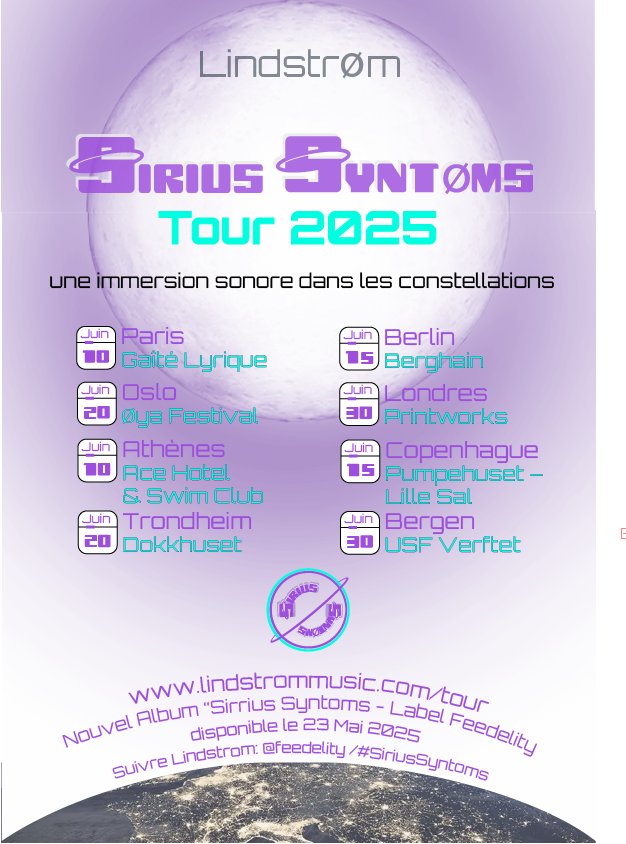 Lindstrøm
SIRIUS SYNTØMS
Tour 2025
une immersion sonore dans les constellations
Juin
10
Paris
Gaîté Lyrique
Juin
15
Berlin
Berghain
Juin
20
Oslo
Øya Festival
Juin
30
Londres
Printworks
Juin
10
Athènes
Ace Hotel
& Swim Club
Juin
15
Copenhague
Pumpehuset –
Lille Sal
Juin
20
Trondheim
Dokkhuset
Juin
30
Bergen
USF Verftet
SIRIUS
SYNTØMS
www.lindstrommusic.com/tour
Nouvel Album “Sirrius Syntoms - Label Feedelity
disponible le 23 Mai 2025
Suivre Lindstrom: @feedelity /#SiriusSyntoms